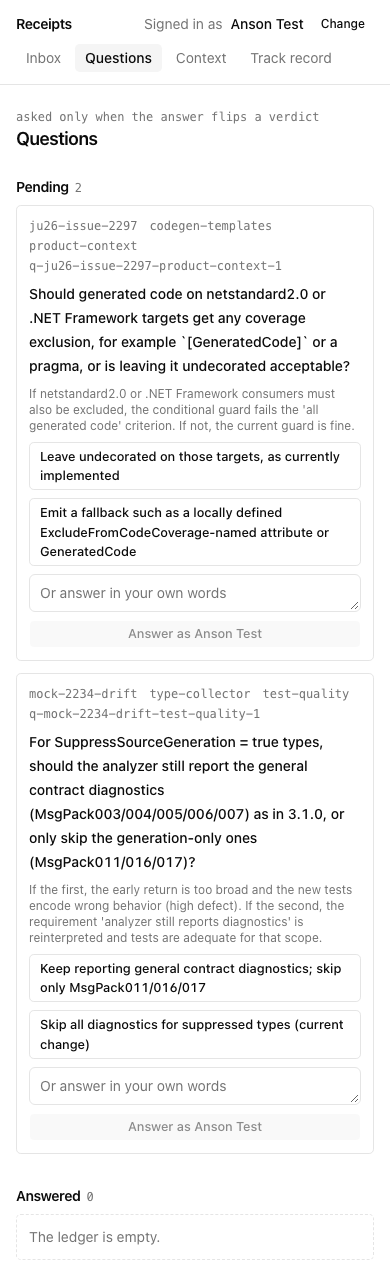 Receipts
Signed in as Anson Test Change
Inbox Questions Context Track record
asked only when the answer flips a verdict
Questions
Pending 2
ju26-issue-2297 codegen-templates
product-context
q-ju26-issue-2297-product-context-1
Should generated code on netstandard2.0 or
.NET Framework targets get any coverage
exclusion, for example `[GeneratedCode]` or a
pragma, or is leaving it undecorated acceptable?
If netstandard2.0 or .NET Framework consumers must
also be excluded, the conditional guard fails the 'all
generated code' criterion. If not, the current guard is fine.
Leave undecorated on those targets, as currently
implemented
Emit a fallback such as a locally defined
ExcludeFromCodeCoverage-named attribute or
GeneratedCode
Or answer in your own words
Answer as Anson Test
mock-2234-drift type-collector test-quality
q-mock-2234-drift-test-quality-1
For SuppressSourceGeneration = true types,
should the analyzer still report the general
contract diagnostics
(MsgPack003/004/005/006/007) as in 3.1.0, or
only skip the generation-only ones
(MsgPack011/016/017)?
If the first, the early return is too broad and the new tests
encode wrong behavior (high defect). If the second, the
requirement 'analyzer still reports diagnostics' is
reinterpreted and tests are adequate for that scope.
Keep reporting general contract diagnostics; skip
only MsgPack011/016/017
Skip all diagnostics for suppressed types (current
change)
Or answer in your own words
Answer as Anson Test
Answered 0
The ledger is empty.